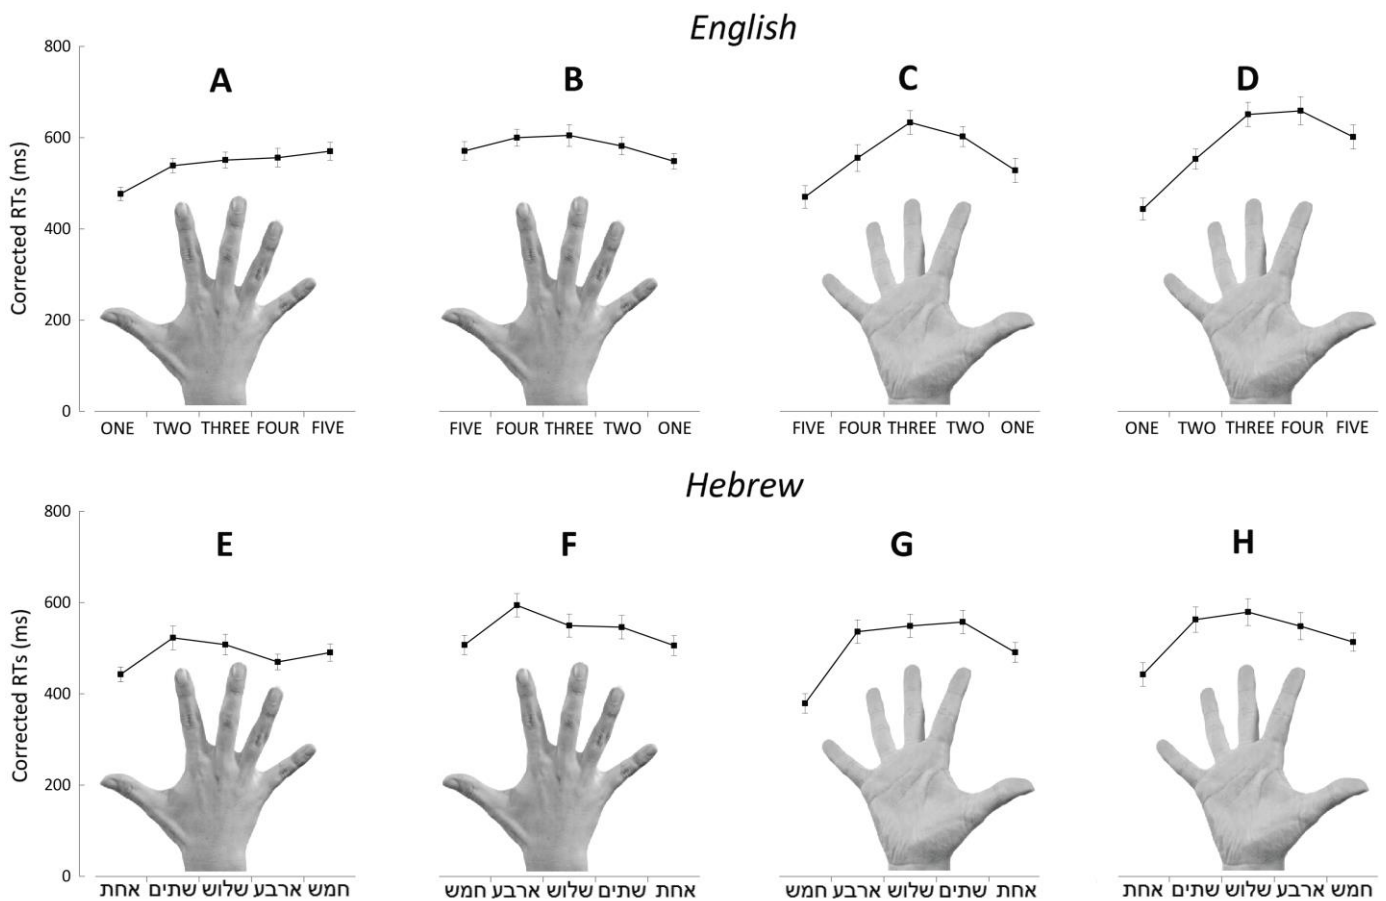 English
A
B
C
D
Corrected RTs (ms)
800
600
400
200
0
ONE TWO THREE FOUR FIVE
FIVE FOUR THREE TWO ONE
FIVE FOUR THREE TWO ONE
ONE TWO THREE FOUR FIVE
Hebrew
E
F
G
H
Corrected RTs (ms)
800
600
400
200
0
אחת שתים שלוש ארבע חמש
חמש ארבע שלוש שתים אחת
חמש ארבע שלוש שתים אחת
אחת שתים שלוש ארבע חמש